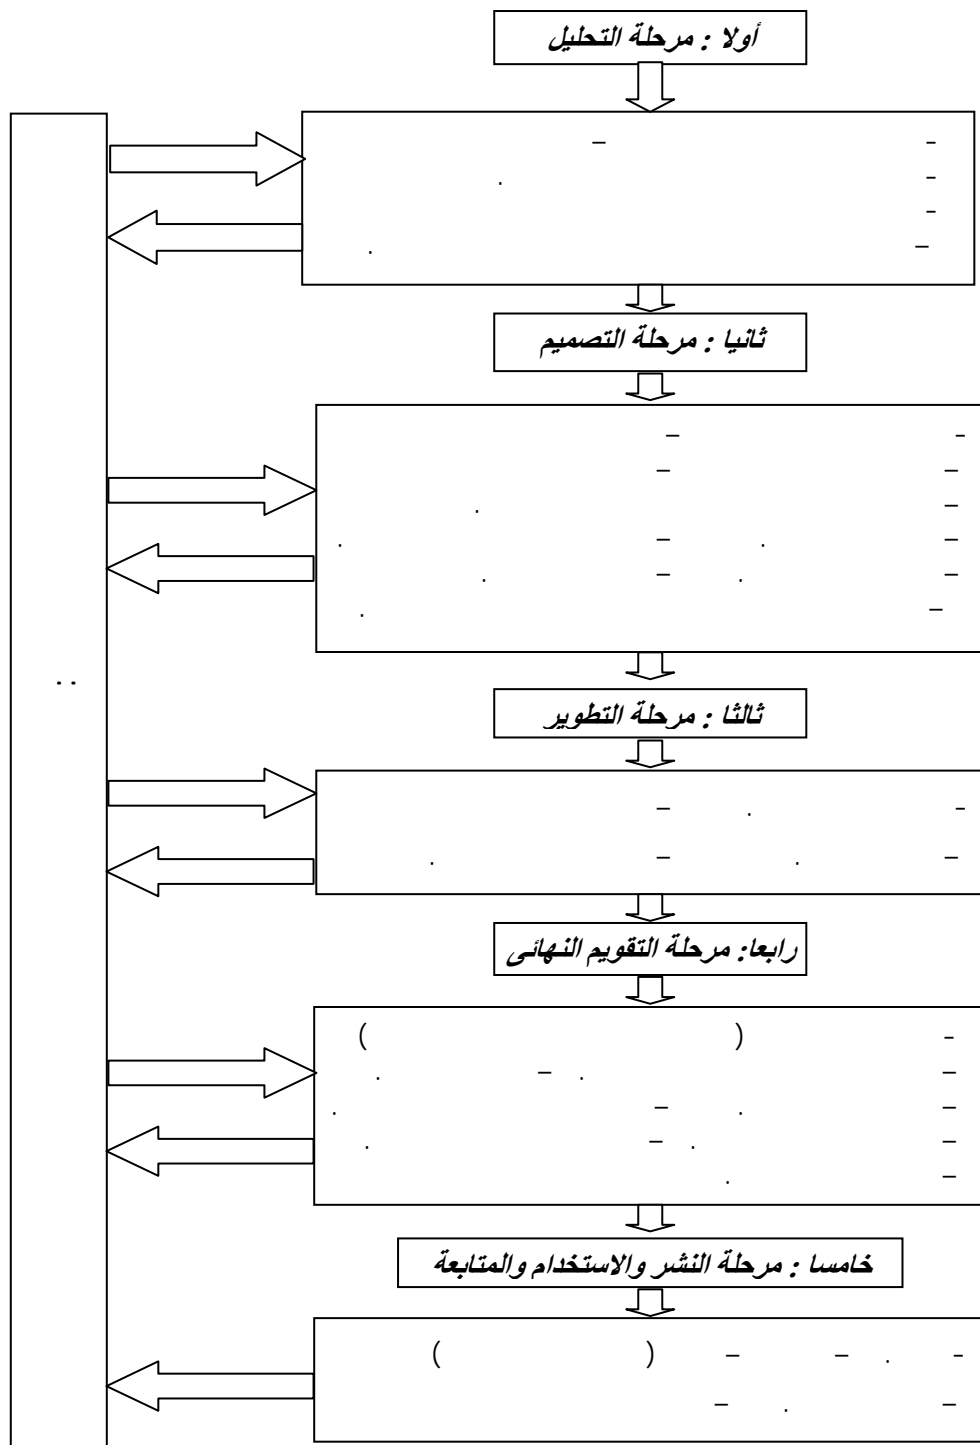 أولا : مرحلة التحليل
ثانيا : مرحلة التصميم
ثالثا : مرحلة التطوير
رابعا: مرحلة التقويم النهائى
خامسا : مرحلة النشر والاستخدام والمتابعة